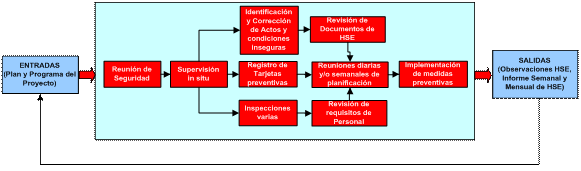 ENTRADAS
(Plan y Programa del
Proyecto)
Reunión de
Seguridad
Supervisión
in situ
Identificación
y Corrección
de Actos y
condiciones
inseguras
Revisión de
Documentos de
HSE
Registro de
Tarjetas
preventivas
Reuniones diarias
y/o semanales de
planificación
Implementación
de medidas
preventivas
Inspecciones
varias
Revisión de
requisitos de
Personal
SALIDAS
(Observaciones HSE,
Informe Semanal y
Mensual de HSE)